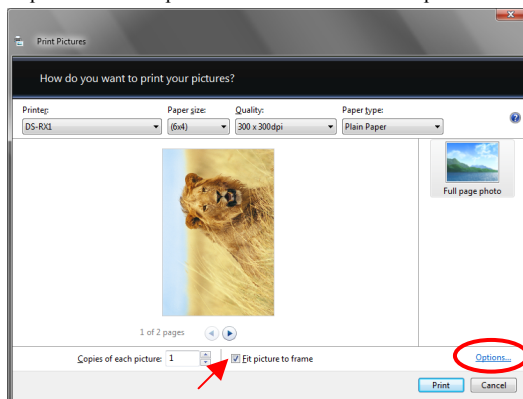 Print Pictures
How do you want to print your pictures?
Printer: Paper size: Quality: Paper type:
DS-RX1 (6x4) 300 x 300dpi Plain Paper
Full page photo
1 of 2 pages
Copies of each picture: 1 Fit picture to frame Options...
Print Cancel